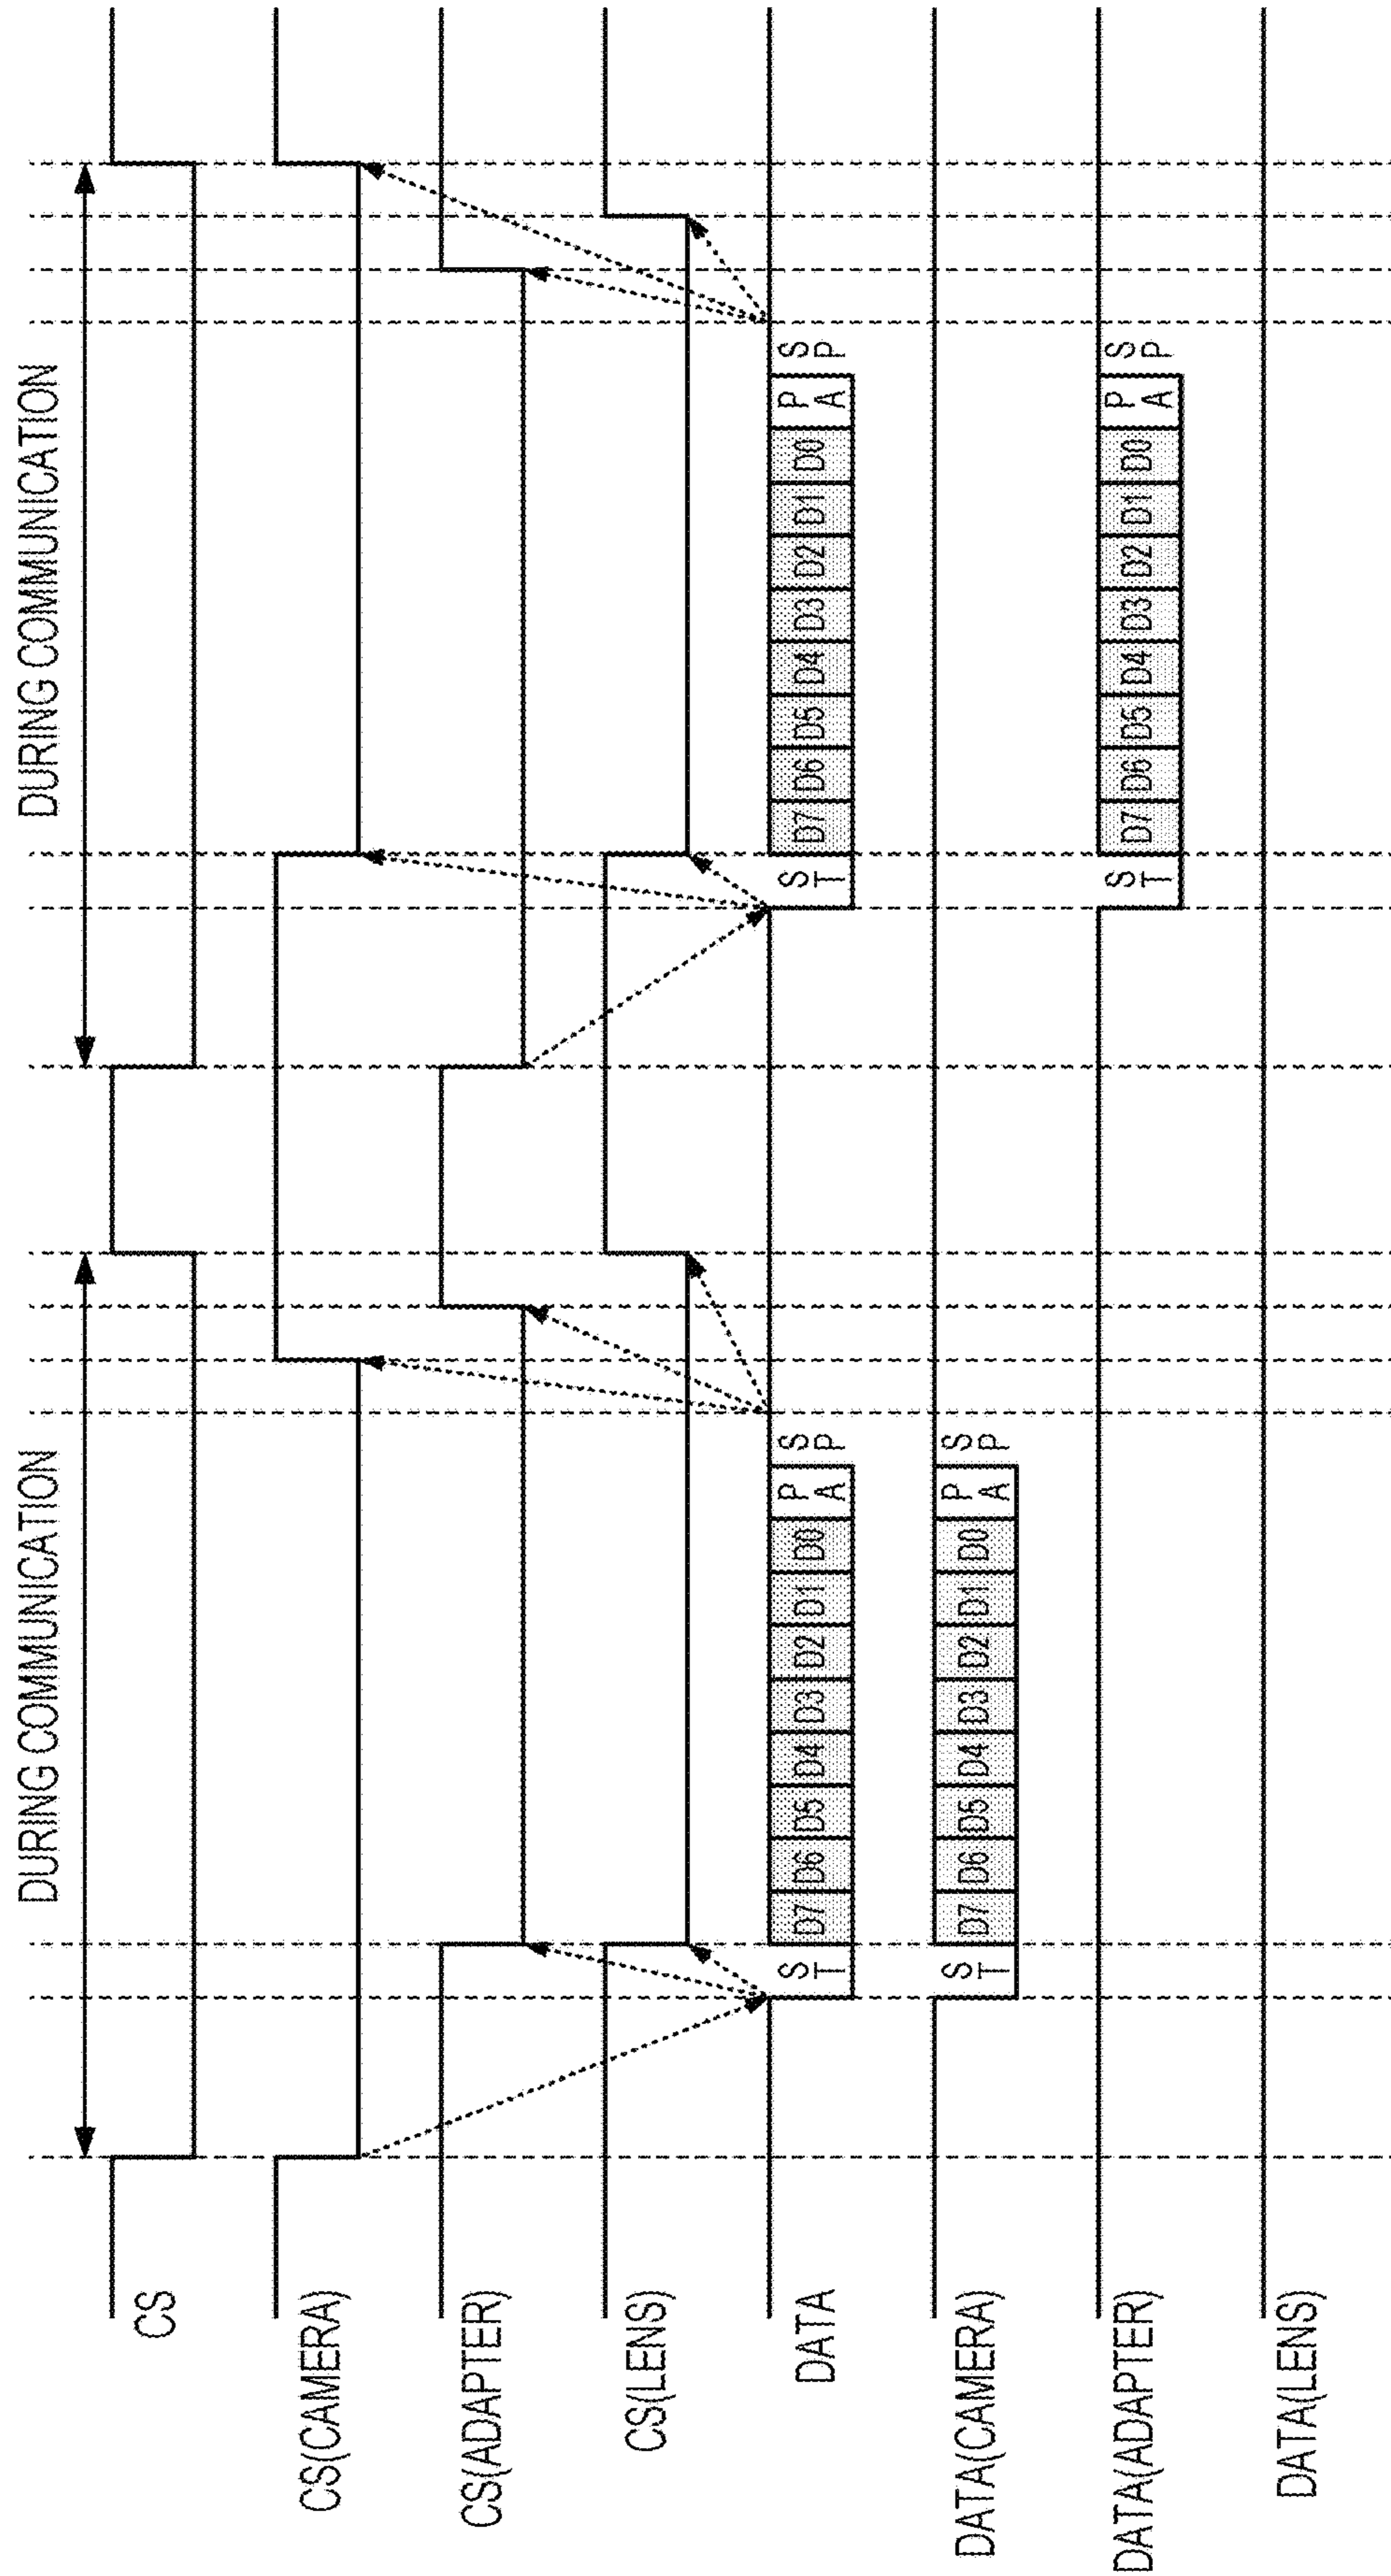 DURING COMMUNICATION DURING COMMUNICATION
CS
CS(CAMERA)
CS(ADAPTER)
CS(LENS)
DATA ST D7 D6 D5 D4 D3 D2 D1 D0 PA SP ST D7 D6 D5 D4 D3 D2 D1 D0 PA SP
DATA(CAMERA) ST D7 D6 D5 D4 D3 D2 D1 D0 PA SP
DATA(ADAPTER) ST D7 D6 D5 D4 D3 D2 D1 D0 PA SP
DATA(LENS)